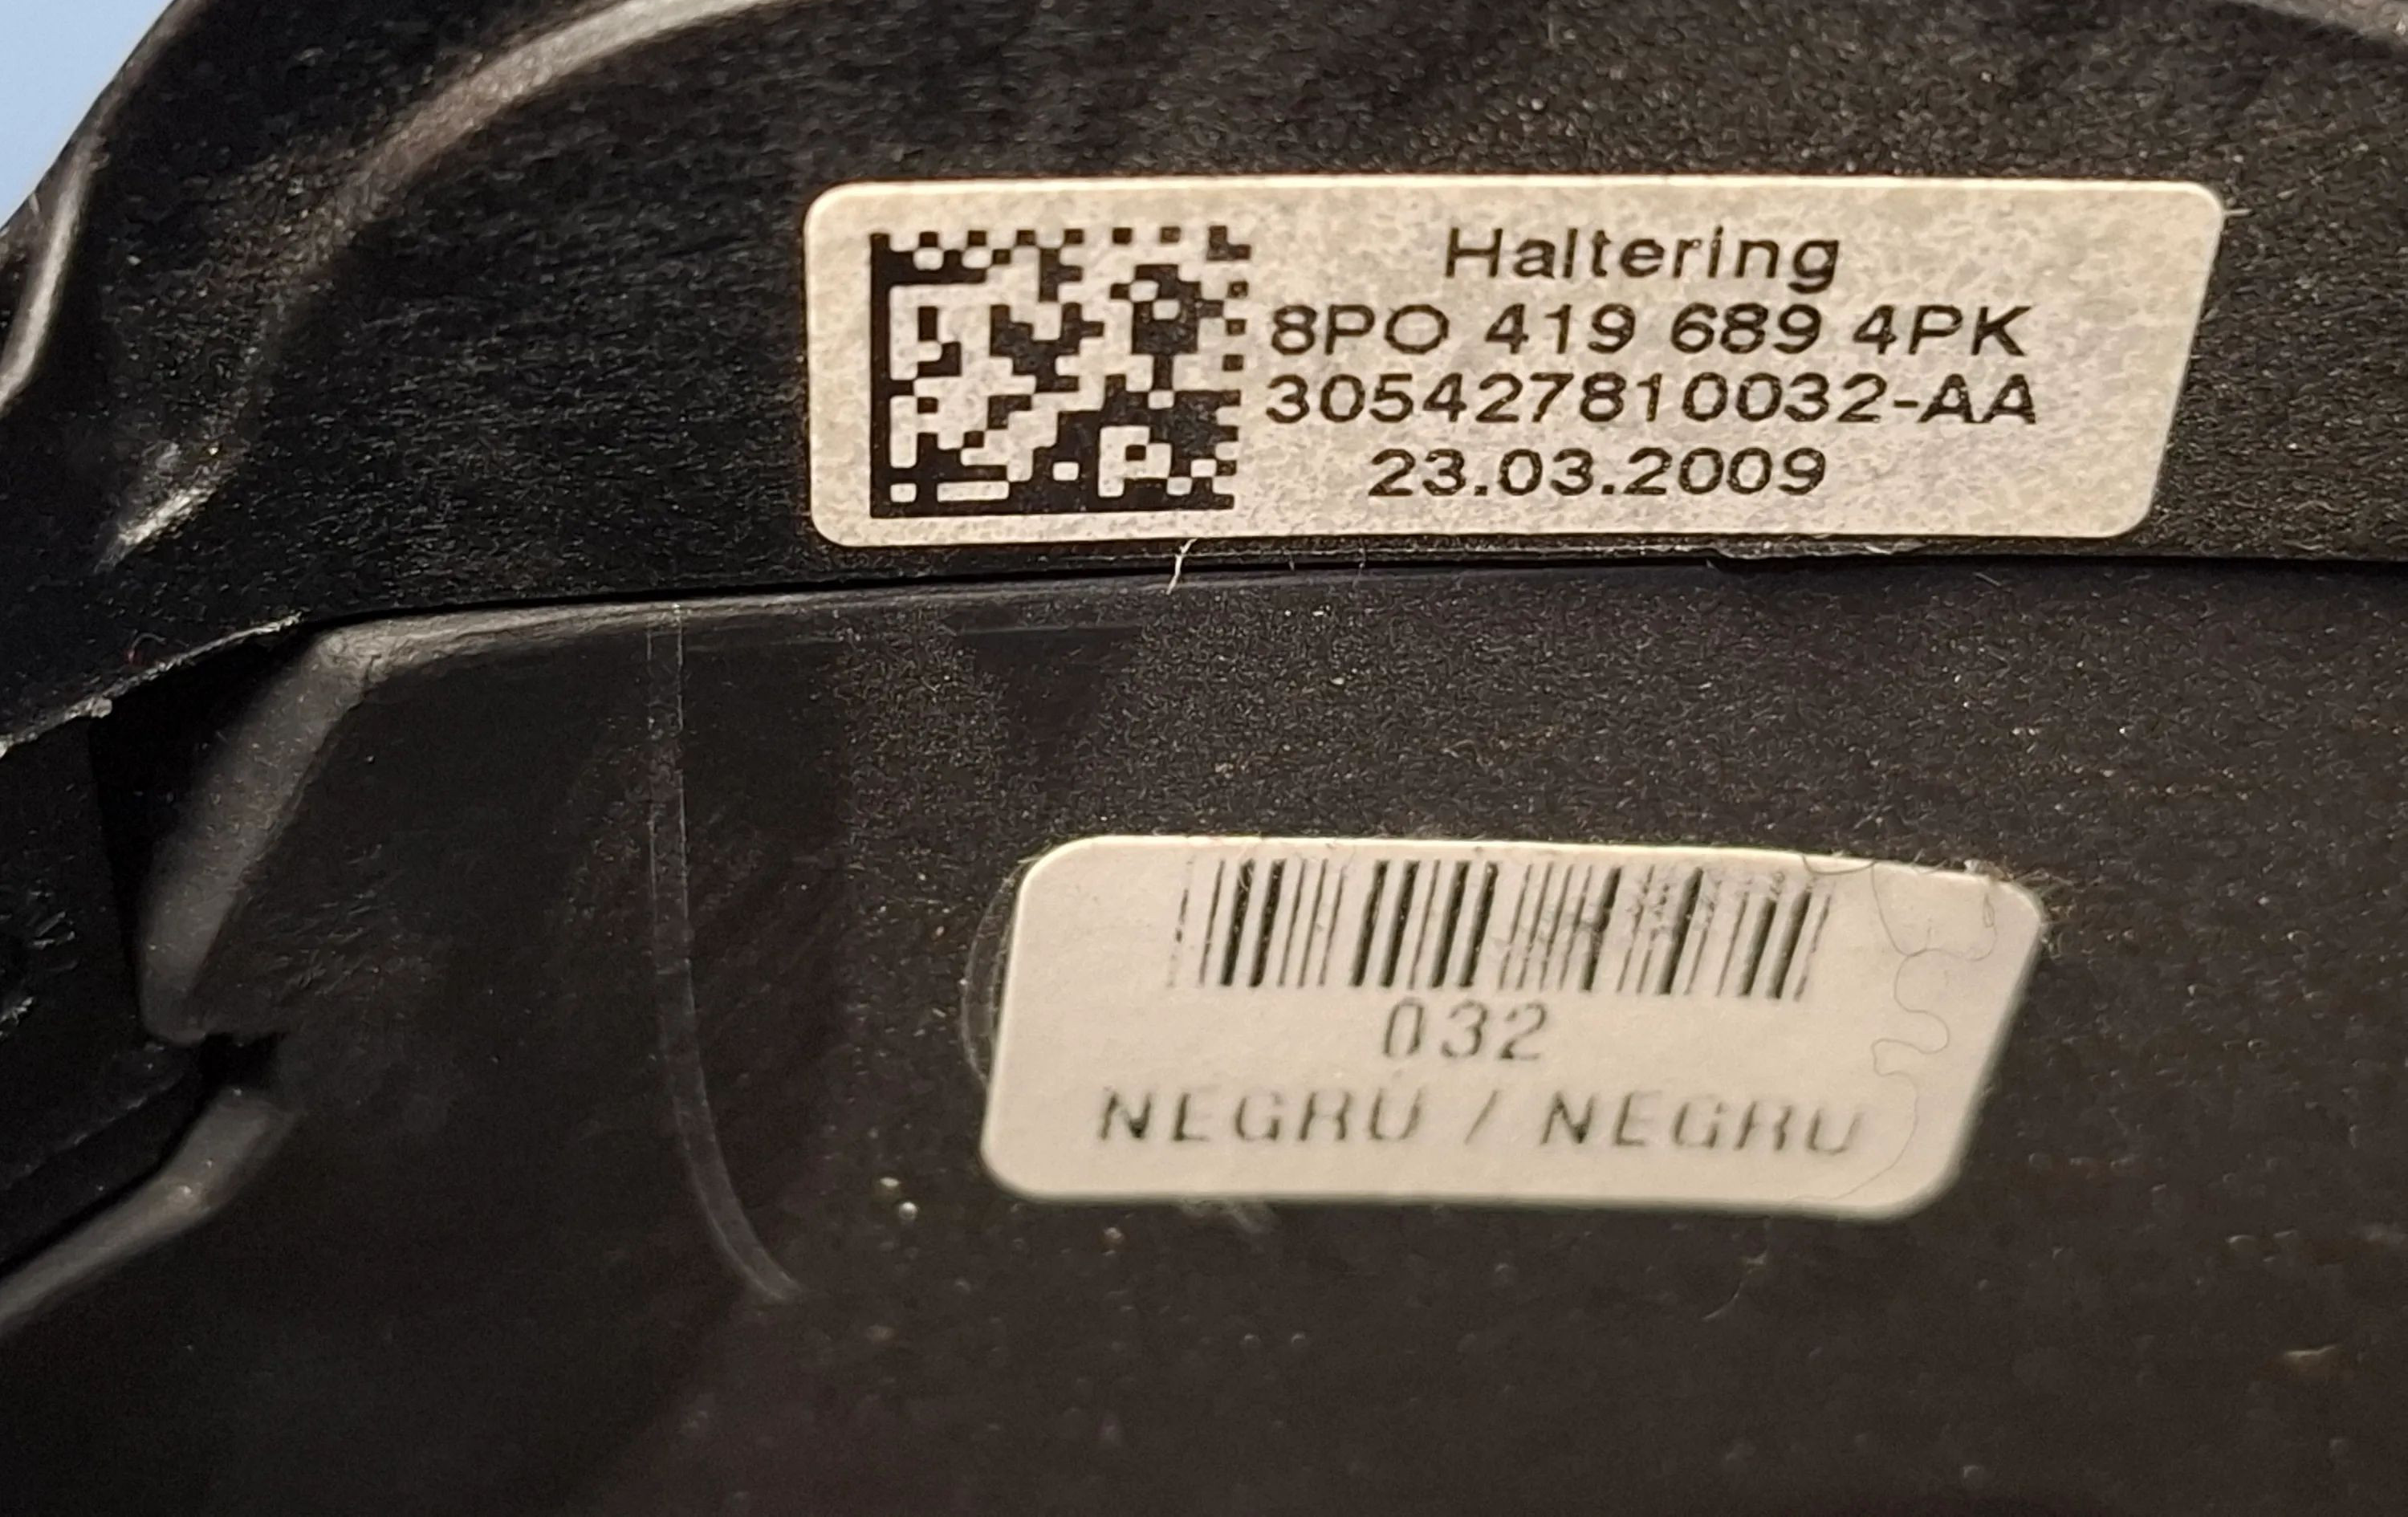 Haltering
8PO 419 689 4PK
305427810032-AA
23.03.2009
032
NEGRU / NEGRU